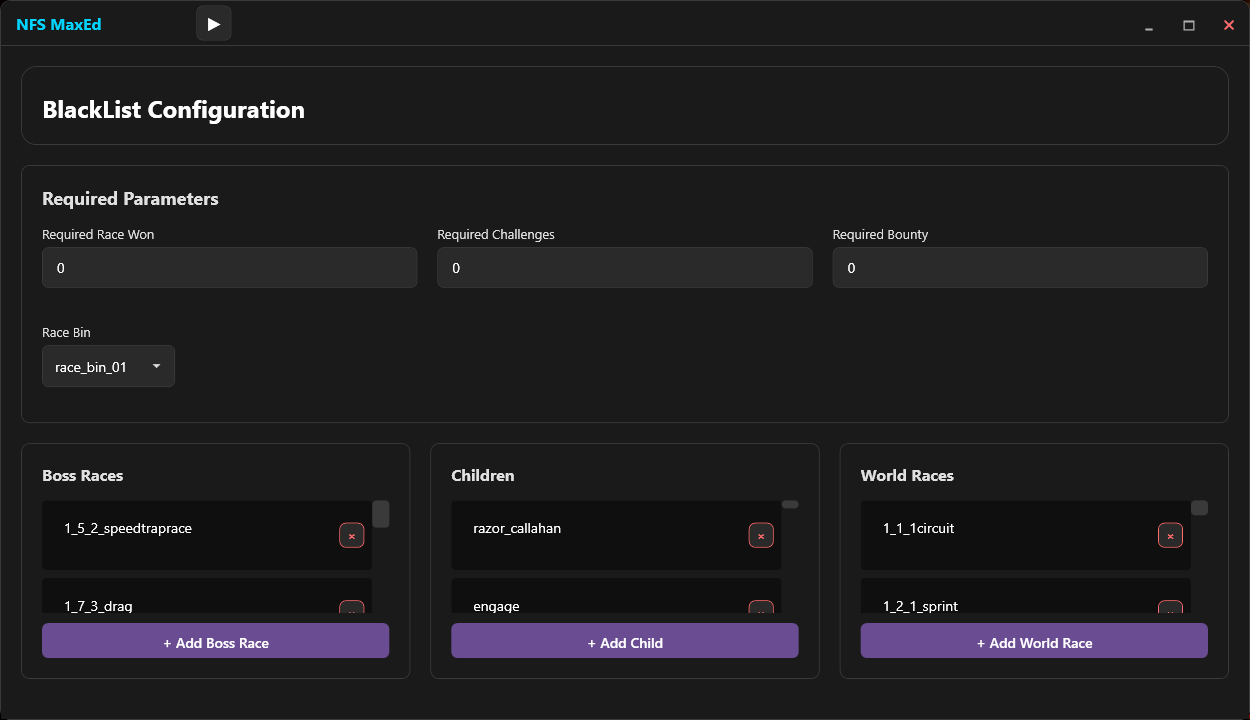 NFS MaxEd
BlackList Configuration
Required Parameters
Required Race Won
Required Challenges
Required Bounty
0
0
0
Race Bin
race_bin_01
Boss Races
1_5_2_speedtraprace
1_7_3_drag
+ Add Boss Race
Children
razor_callahan
engage
+ Add Child
World Races
1_1_1circuit
1_2_1_sprint
+ Add World Race